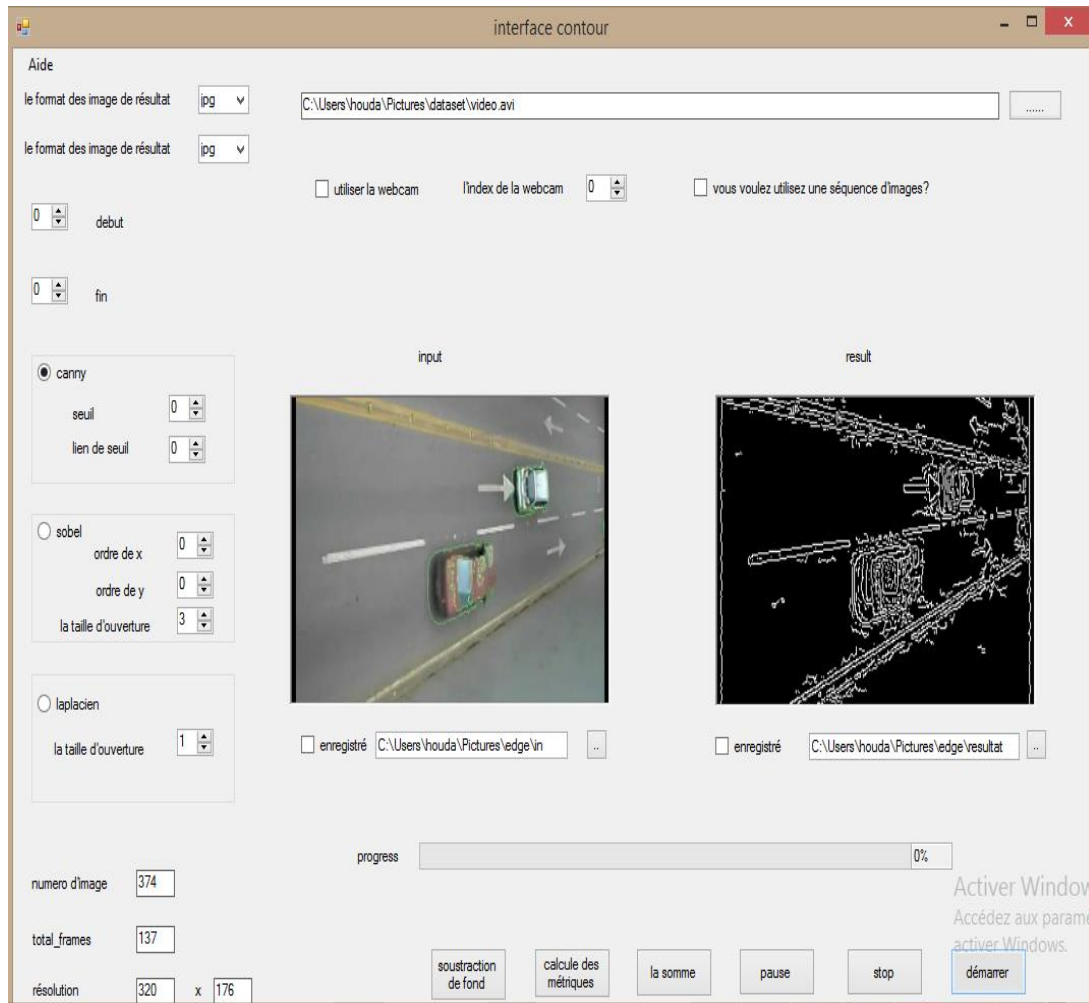 interface contour
Aide
le format des image de résultat jpg
C:\Users\houda\Pictures\dataset\video.avi ......
le format des image de résultat jpg
utiliser la webcam l'index de la webcam 0 vous voulez utilisez une séquence d'images?
0 debut
0 fin
input result
canny
seuil 0
lien de seuil 0
sobel
ordre de x 0
ordre de y 0
la taille d'ouverture 3
laplacien
la taille d'ouverture 1
enregistré C:\Users\houda\Pictures\edge\in ..
enregistré C:\Users\houda\Pictures\edge\resultat ..
progress 0%
numero d'image 374
total_frames 137
résolution 320 x 176
soustraction
de fond
calcule des
métriques
la somme
pause
stop
démarrer
Activer Window
Accédez aux parame
activer Windows.